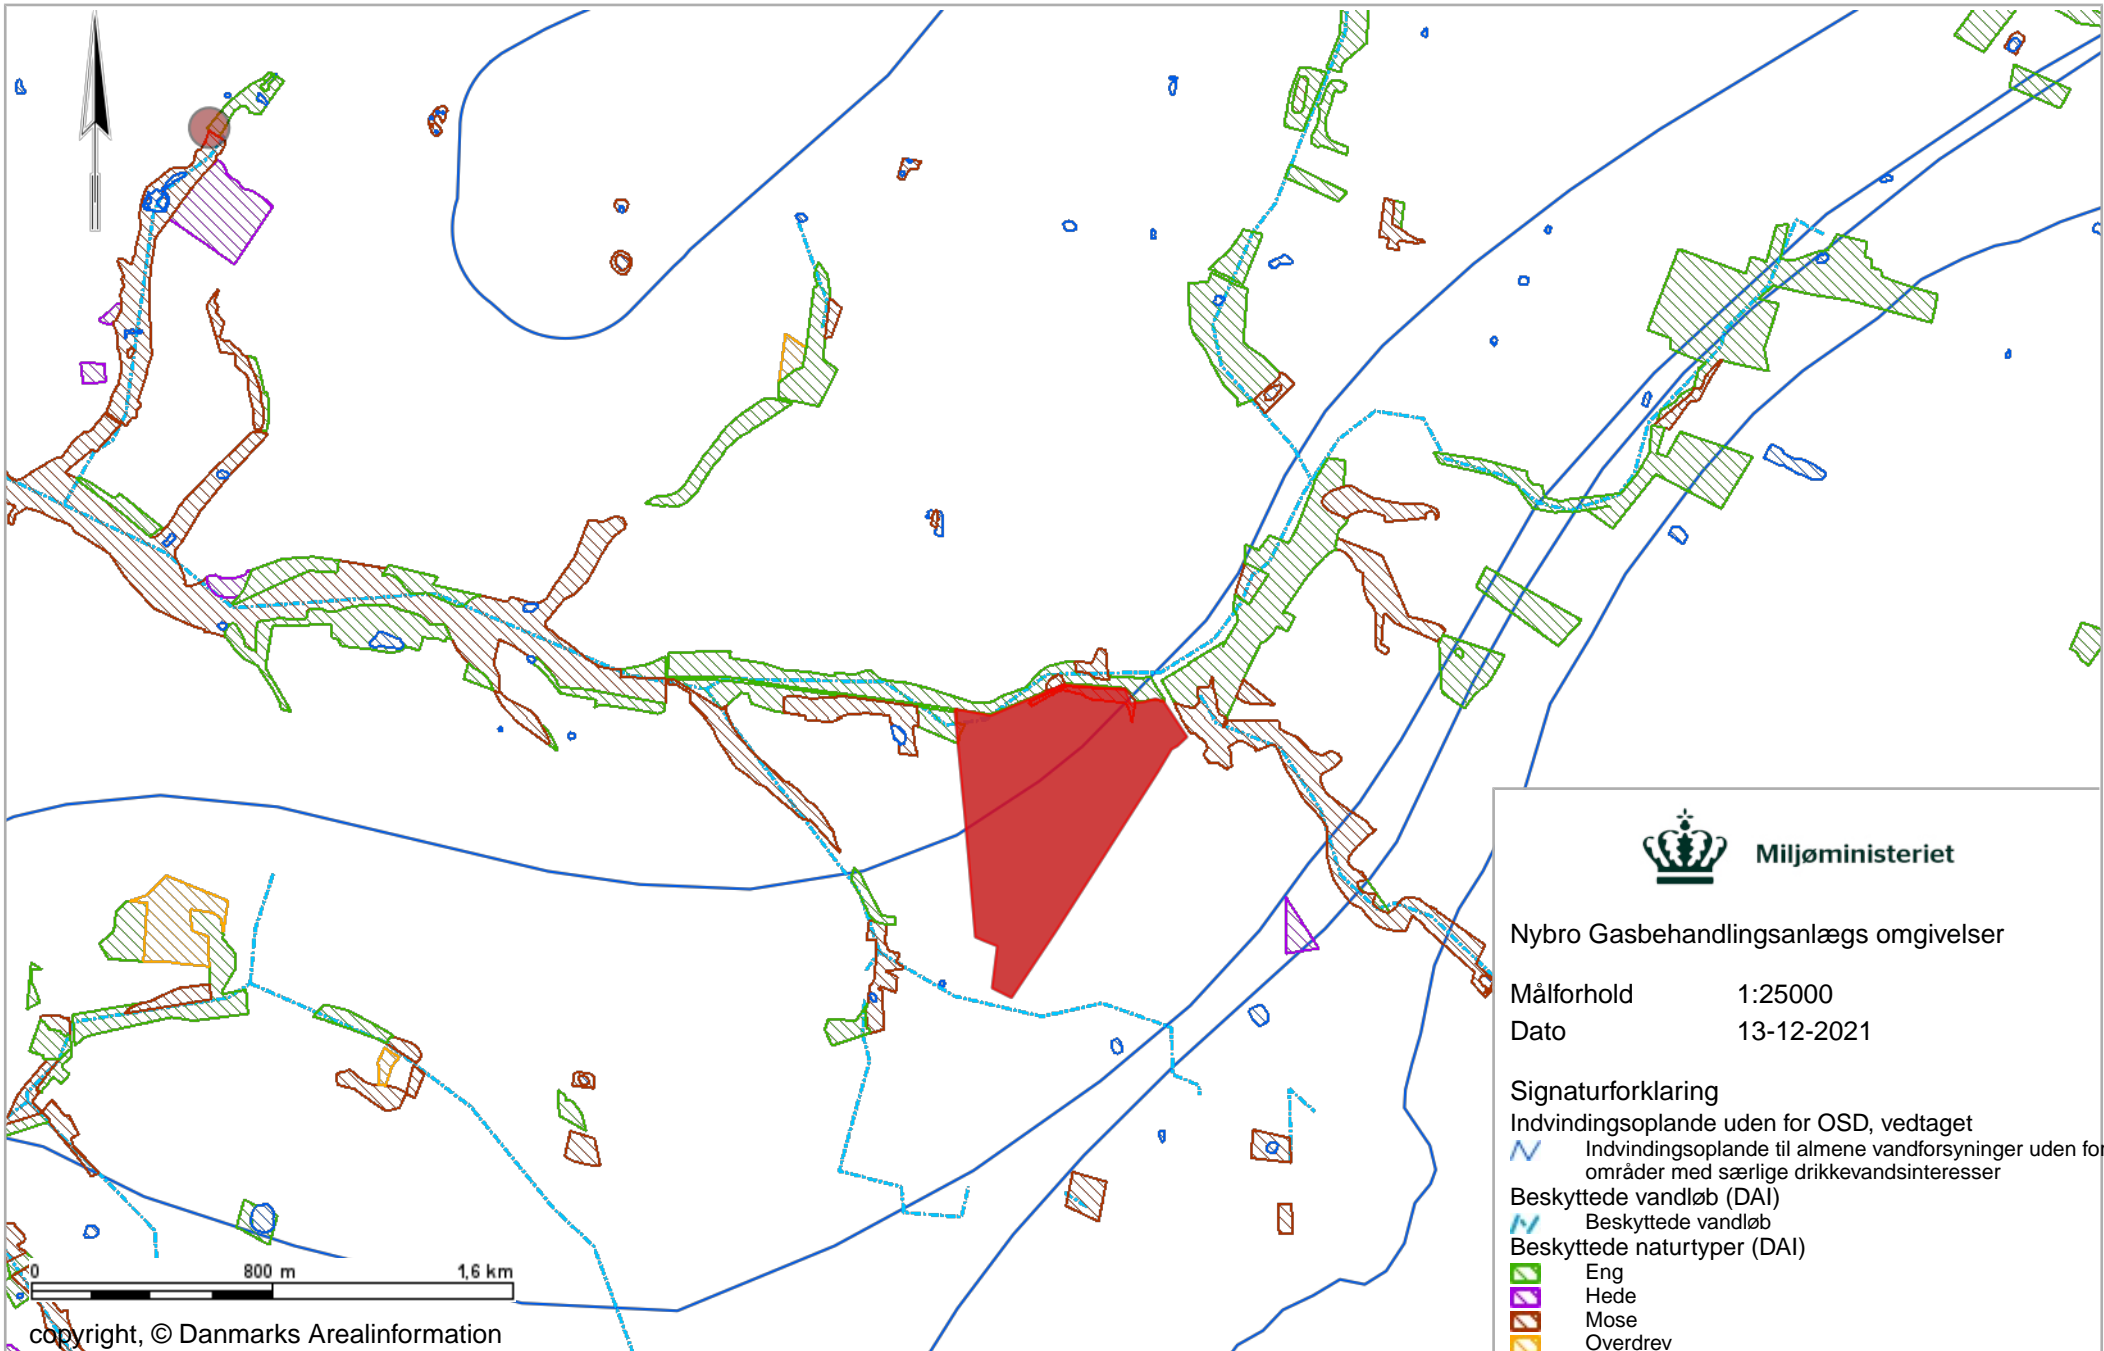 Miljøministeriet
Nybro Gasbehandlingsanlægs omgivelser
Målforhold 1:25000
Dato 13-12-2021
Signaturforklaring
Indvindingsoplande uden for OSD, vedtaget
Indvindingsoplande til almene vandforsyninger uden for
områder med særlige drikkevandsinteresser
Beskyttede vandløb (DAI)
Beskyttede vandløb
Beskyttede naturtyper (DAI)
Eng
Hede
Mose
Overdrev
0 800 m 1,6 km
copyright, © Danmarks Arealinformation